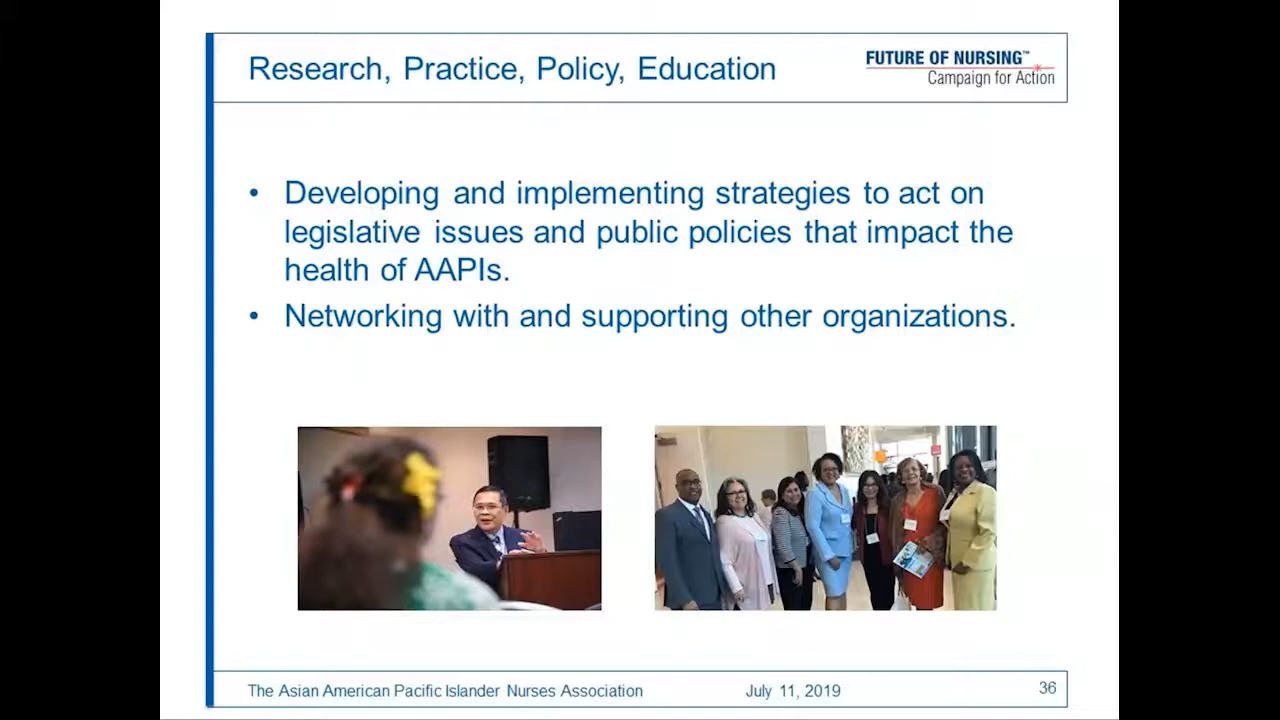 Research, Practice, Policy, Education
FUTURE OF NURSING™
Campaign for Action
• Developing and implementing strategies to act on
legislative issues and public policies that impact the
health of AAPIs.
• Networking with and supporting other organizations.
The Asian American Pacific Islander Nurses Association
July 11, 2019
36